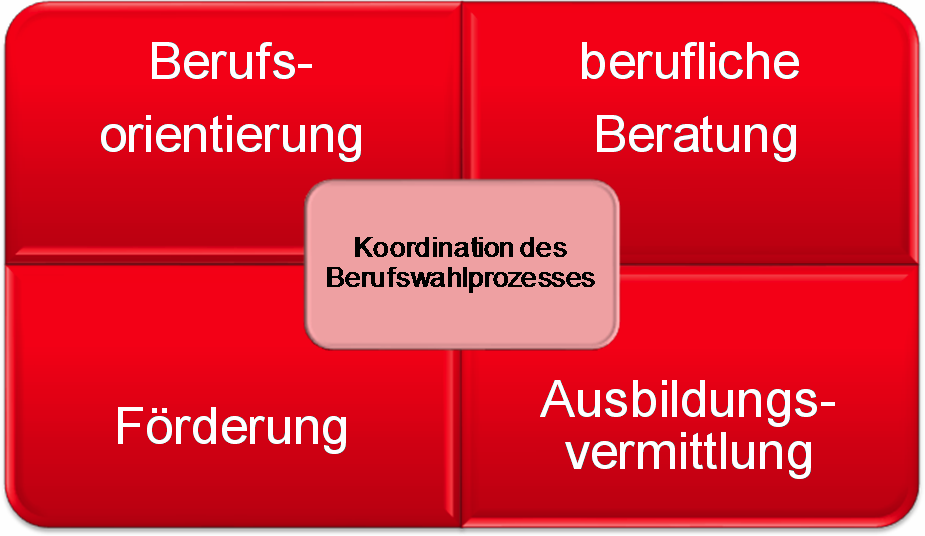 Berufs-
orientierung
berufliche
Beratung
Koordination des
Berufswahlprozesses
Förderung
Ausbildungs-
vermittlung